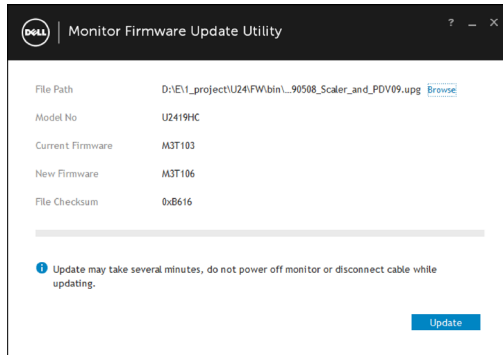 DELL
Monitor Firmware Update Utility
? _ X
File Path D:\E\1_project\U24\FW\bin\...90508_Scaler_and_PDV09.upg Browse
Model No U2419HC
Current Firmware M3T103
New Firmware M3T106
File Checksum 0xB616
Update may take several minutes, do not power off monitor or disconnect cable while
updating.
Update